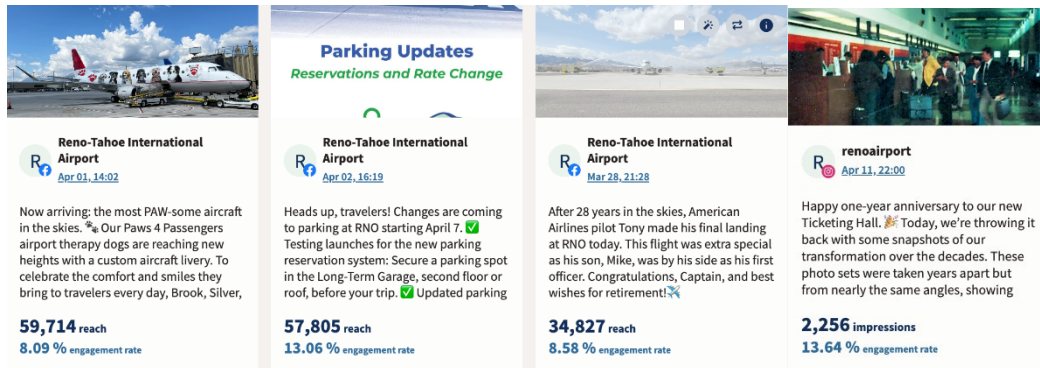 Parking Updates
Reservations and Rate Change
R
Reno-Tahoe International
Airport
Apr 01, 14:02
Now arriving: the most PAW-some aircraft
in the skies. 🐾 Our Paws 4 Passengers
airport therapy dogs are reaching new
heights with a custom aircraft livery. To
celebrate the comfort and smiles they
bring to travelers every day, Brook, Silver,
59,714 reach
8.09 % engagement rate
R
Reno-Tahoe International
Airport
Apr 02, 16:19
Heads up, travelers! Changes are coming
to parking at RNO starting April 7. ✅
Testing launches for the new parking
reservation system: Secure a parking spot
in the Long-Term Garage, second floor or
roof, before your trip. ✅ Updated parking
57,805 reach
13.06 % engagement rate
R
Reno-Tahoe International
Airport
Mar 28, 21:28
After 28 years in the skies, American
Airlines pilot Tony made his final landing
at RNO today. This flight was extra special
as his son, Mike, was by his side as his first
officer. Congratulations, Captain, and best
wishes for retirement!✈️
34,827 reach
8.58 % engagement rate
R
renoairport
Apr 11, 22:00
Happy one-year anniversary to our new
Ticketing Hall. 🎉 Today, we're throwing it
back with some snapshots of our
transformation over the decades. These
photo sets were taken years apart but
from nearly the same angles, showing
2,256 impressions
13.64 % engagement rate